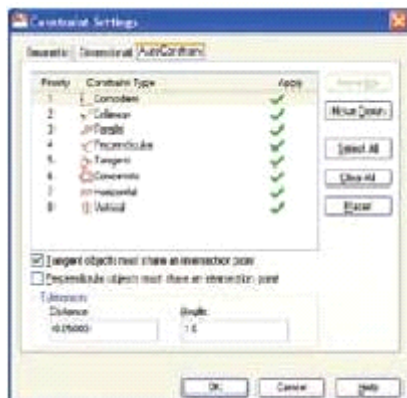 Constraint Settings
Geometric Dimensional AutoConstrain
Priority Constraint Type Apply
1 Coincident
2 Collinear
3 Parallel
4 Perpendicular
5 Tangent
6 Concentric
7 Horizontal
8 Vertical
Move Down
Select All
Clear All
Reset
Tangent objects must share an intersection point
Perpendicular objects must share an intersection point
Tolerances
Distance Angle
OK Cancel Help